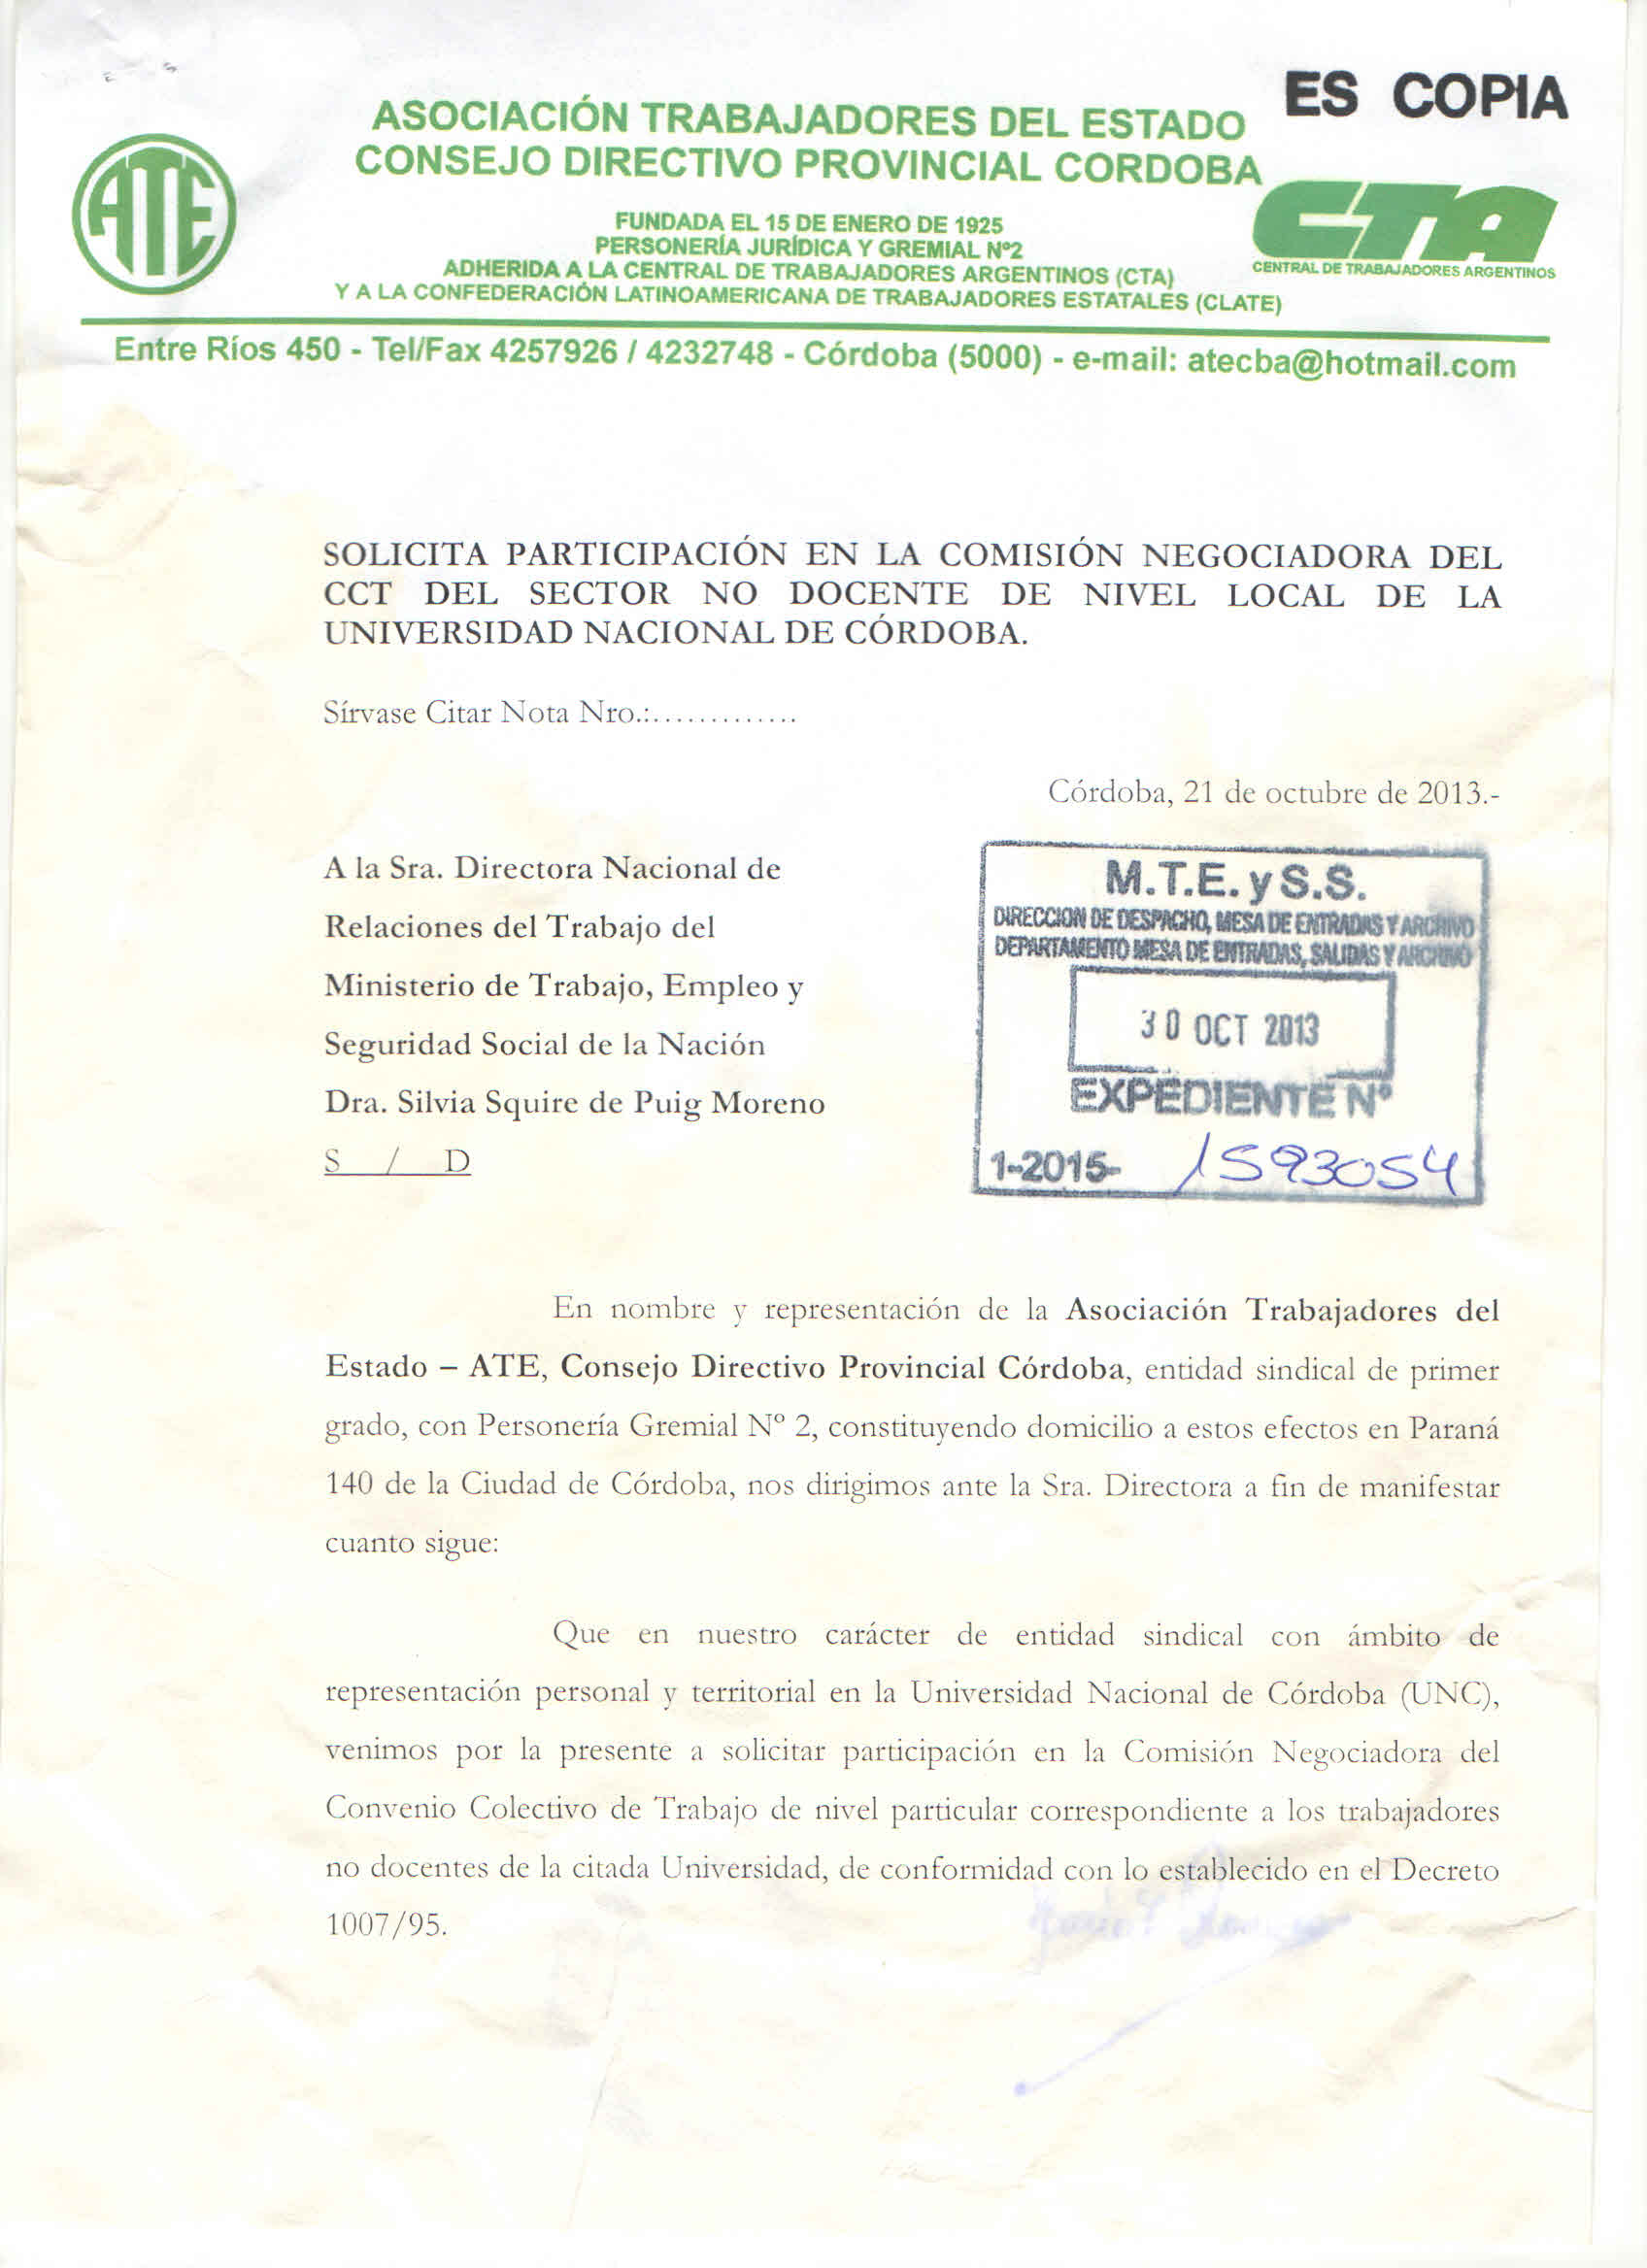 ES COPIA
ASOCIACIÓN TRABAJADORES DEL ESTADO
CONSEJO DIRECTIVO PROVINCIAL CORDOBA
ATE
FUNDADA EL 15 DE ENERO DE 1925
PERSONERÍA JURÍDICA Y GREMIAL Nº2
ADHERIDA A LA CENTRAL DE TRABAJADORES ARGENTINOS (CTA)
Y A LA CONFEDERACIÓN LATINOAMERICANA DE TRABAJADORES ESTATALES (CLATE)
CTA
CENTRAL DE TRABAJADORES ARGENTINOS
Entre Ríos 450 - Tel/Fax 4257926 / 4232748 - Córdoba (5000) - e-mail: atecba@hotmail.com
SOLICITA PARTICIPACIÓN EN LA COMISIÓN NEGOCIADORA DEL
CCT DEL SECTOR NO DOCENTE DE NIVEL LOCAL DE LA
UNIVERSIDAD NACIONAL DE CÓRDOBA.
Sírvase Citar Nota Nro.:.............
Córdoba, 21 de octubre de 2013.-
A la Sra. Directora Nacional de
Relaciones del Trabajo del
Ministerio de Trabajo, Empleo y
Seguridad Social de la Nación
Dra. Silvia Squire de Puig Moreno
S / D
M.T.E. y S.S.
DIRECCION DE DESPACHO, MESA DE ENTRADAS Y ARCHIVO
DEPARTAMENTO MESA DE ENTRADAS, SALIDAS Y ARCHIVO
30 OCT 2013
EXPEDIENTE Nº
1-2015- 1593054
En nombre y representación de la Asociación Trabajadores del
Estado – ATE, Consejo Directivo Provincial Córdoba, entidad sindical de primer
grado, con Personería Gremial Nº 2, constituyendo domicilio a estos efectos en Paraná
140 de la Ciudad de Córdoba, nos dirigimos ante la Sra. Directora a fin de manifestar
cuanto sigue:
Que en nuestro carácter de entidad sindical con ámbito de
representación personal y territorial en la Universidad Nacional de Córdoba (UNC),
venimos por la presente a solicitar participación en la Comisión Negociadora del
Convenio Colectivo de Trabajo de nivel particular correspondiente a los trabajadores
no docentes de la citada Universidad, de conformidad con lo establecido en el Decreto
1007/95.